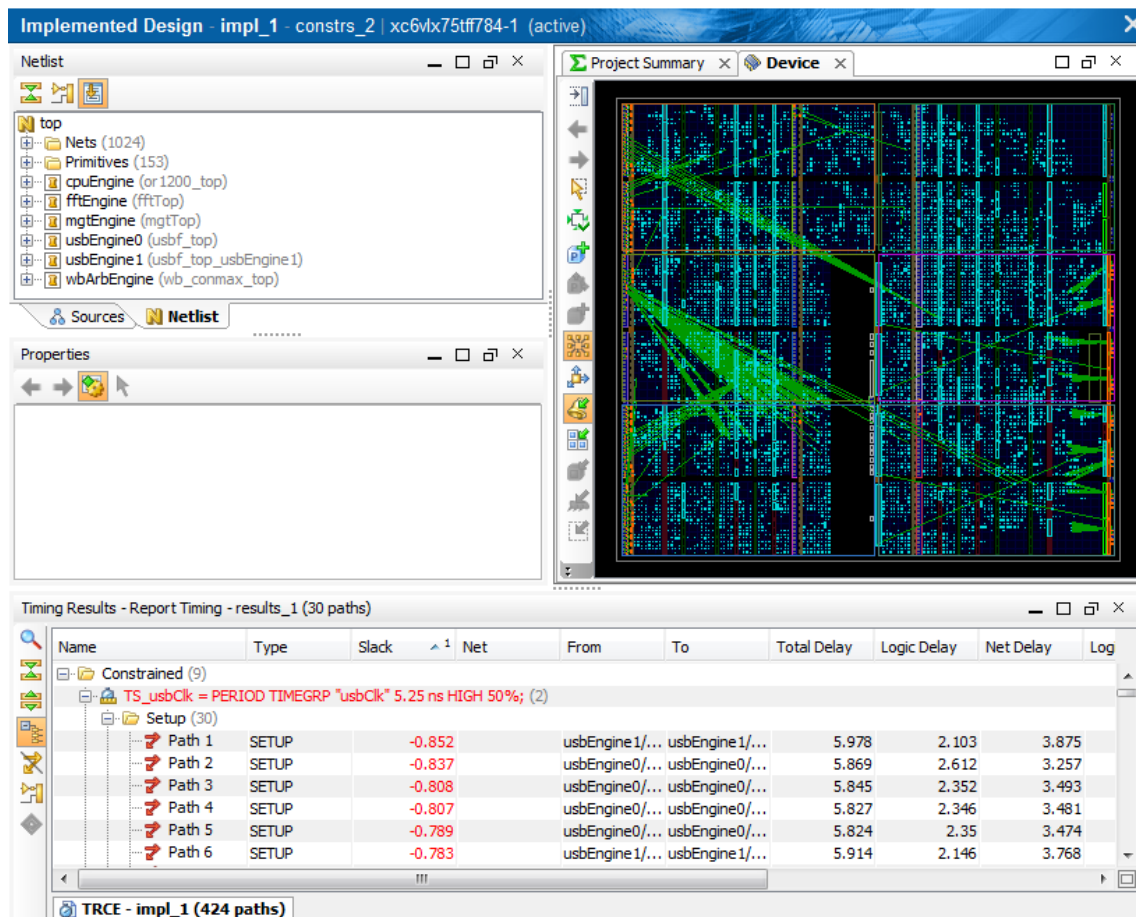 Implemented Design - impl_1 - constrs_2 | xc6vlx75tff784-1 (active)
Netlist
top
Nets (1024)
Primitives (153)
cpuEngine (or1200_top)
fftEngine (fftTop)
mgtEngine (mgtTop)
usbEngine0 (usbf_top)
usbEngine1 (usbf_top_usbEngine1)
wbArbEngine (wb_conmax_top)
Sources Netlist
Properties
Project Summary Device
Timing Results - Report Timing - results_1 (30 paths)
Name Type Slack 1 Net From To Total Delay Logic Delay Net Delay Log
Constrained (9)
TS_usbClk = PERIOD TIMEGRP "usbClk" 5.25 ns HIGH 50%; (2)
Setup (30)
Path 1 SETUP -0.852 usbEngine1/... usbEngine1/... 5.978 2.103 3.875
Path 2 SETUP -0.837 usbEngine0/... usbEngine0/... 5.869 2.612 3.257
Path 3 SETUP -0.808 usbEngine0/... usbEngine0/... 5.845 2.352 3.493
Path 4 SETUP -0.807 usbEngine0/... usbEngine0/... 5.827 2.346 3.481
Path 5 SETUP -0.789 usbEngine0/... usbEngine0/... 5.824 2.35 3.474
Path 6 SETUP -0.783 usbEngine1/... usbEngine1/... 5.914 2.146 3.768
TRCE - impl_1 (424 paths)